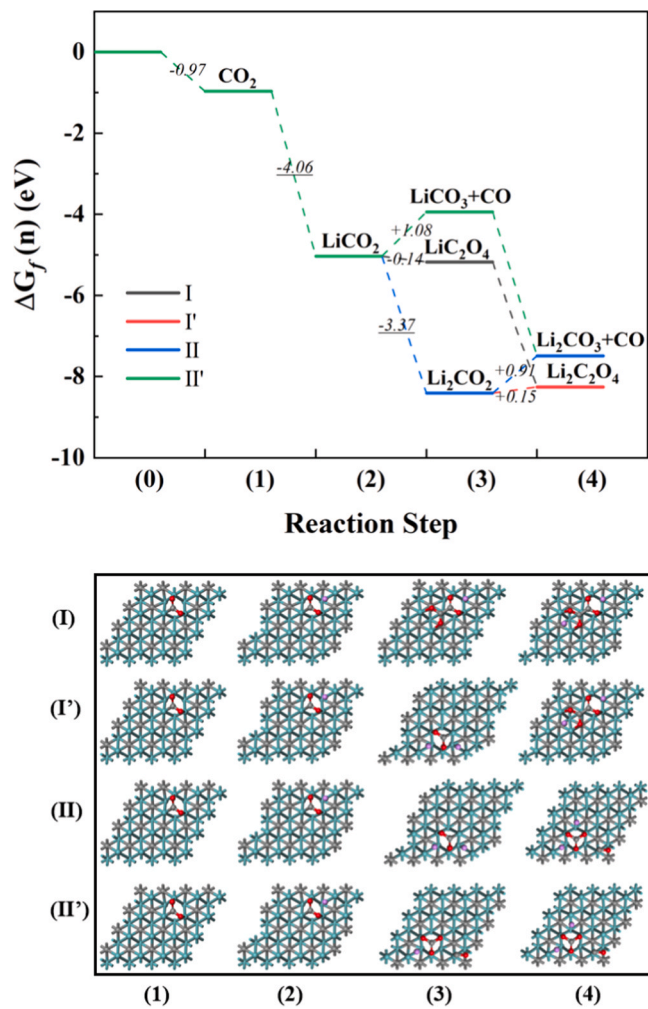 0
-2
-4
-6
-8
-10
ΔG_f (n) (eV)
-0.97
CO₂
-4.06
LiCO₂
LiCO₃+CO
+1.08
LiC₂O₄
-0.14
-3.37
Li₂CO₂
Li₂CO₃+CO
+0.91
Li₂C₂O₄
+0.15
I
I'
II
II'
(0) (1) (2) (3) (4)
Reaction Step
(I)
(I’)
(II)
(II’)
(1) (2) (3) (4)